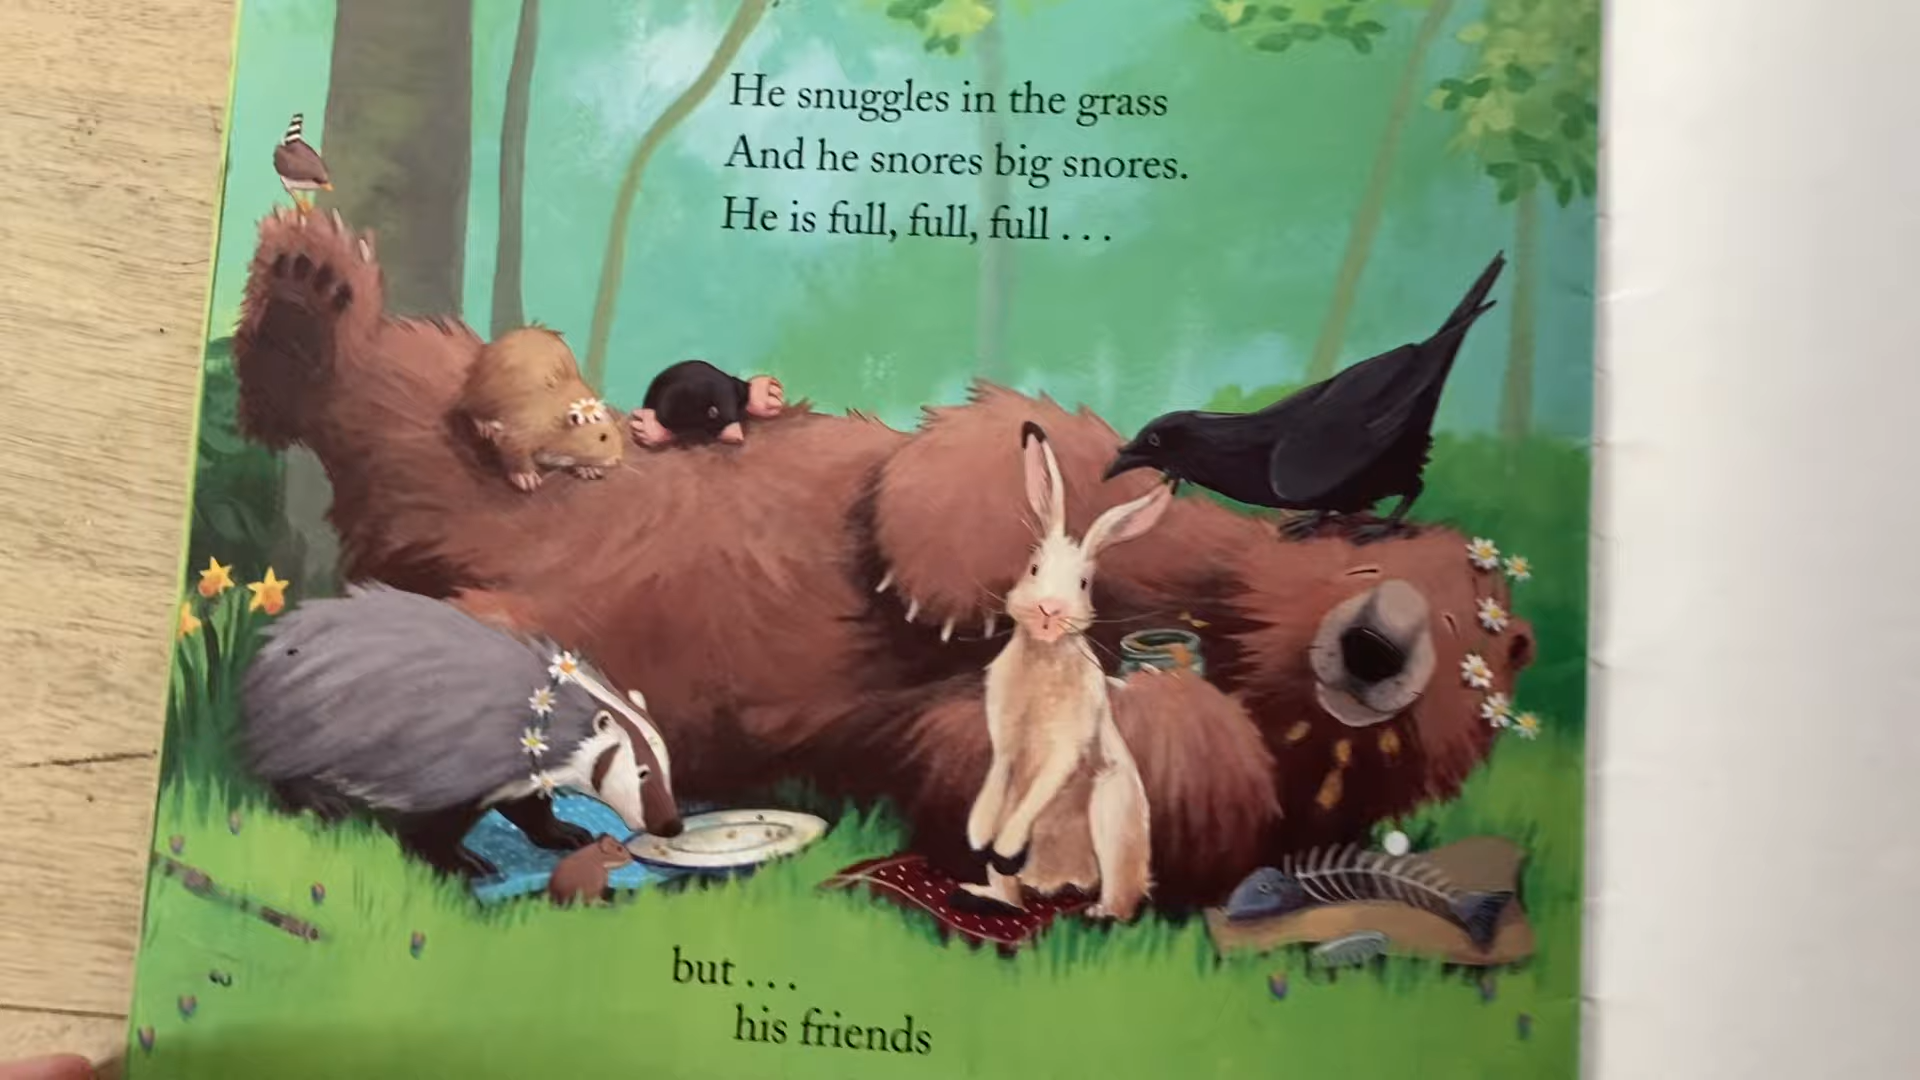 He snuggles in the grass
And he snores big snores.
He is full, full, full . . .
but . . .
his friends